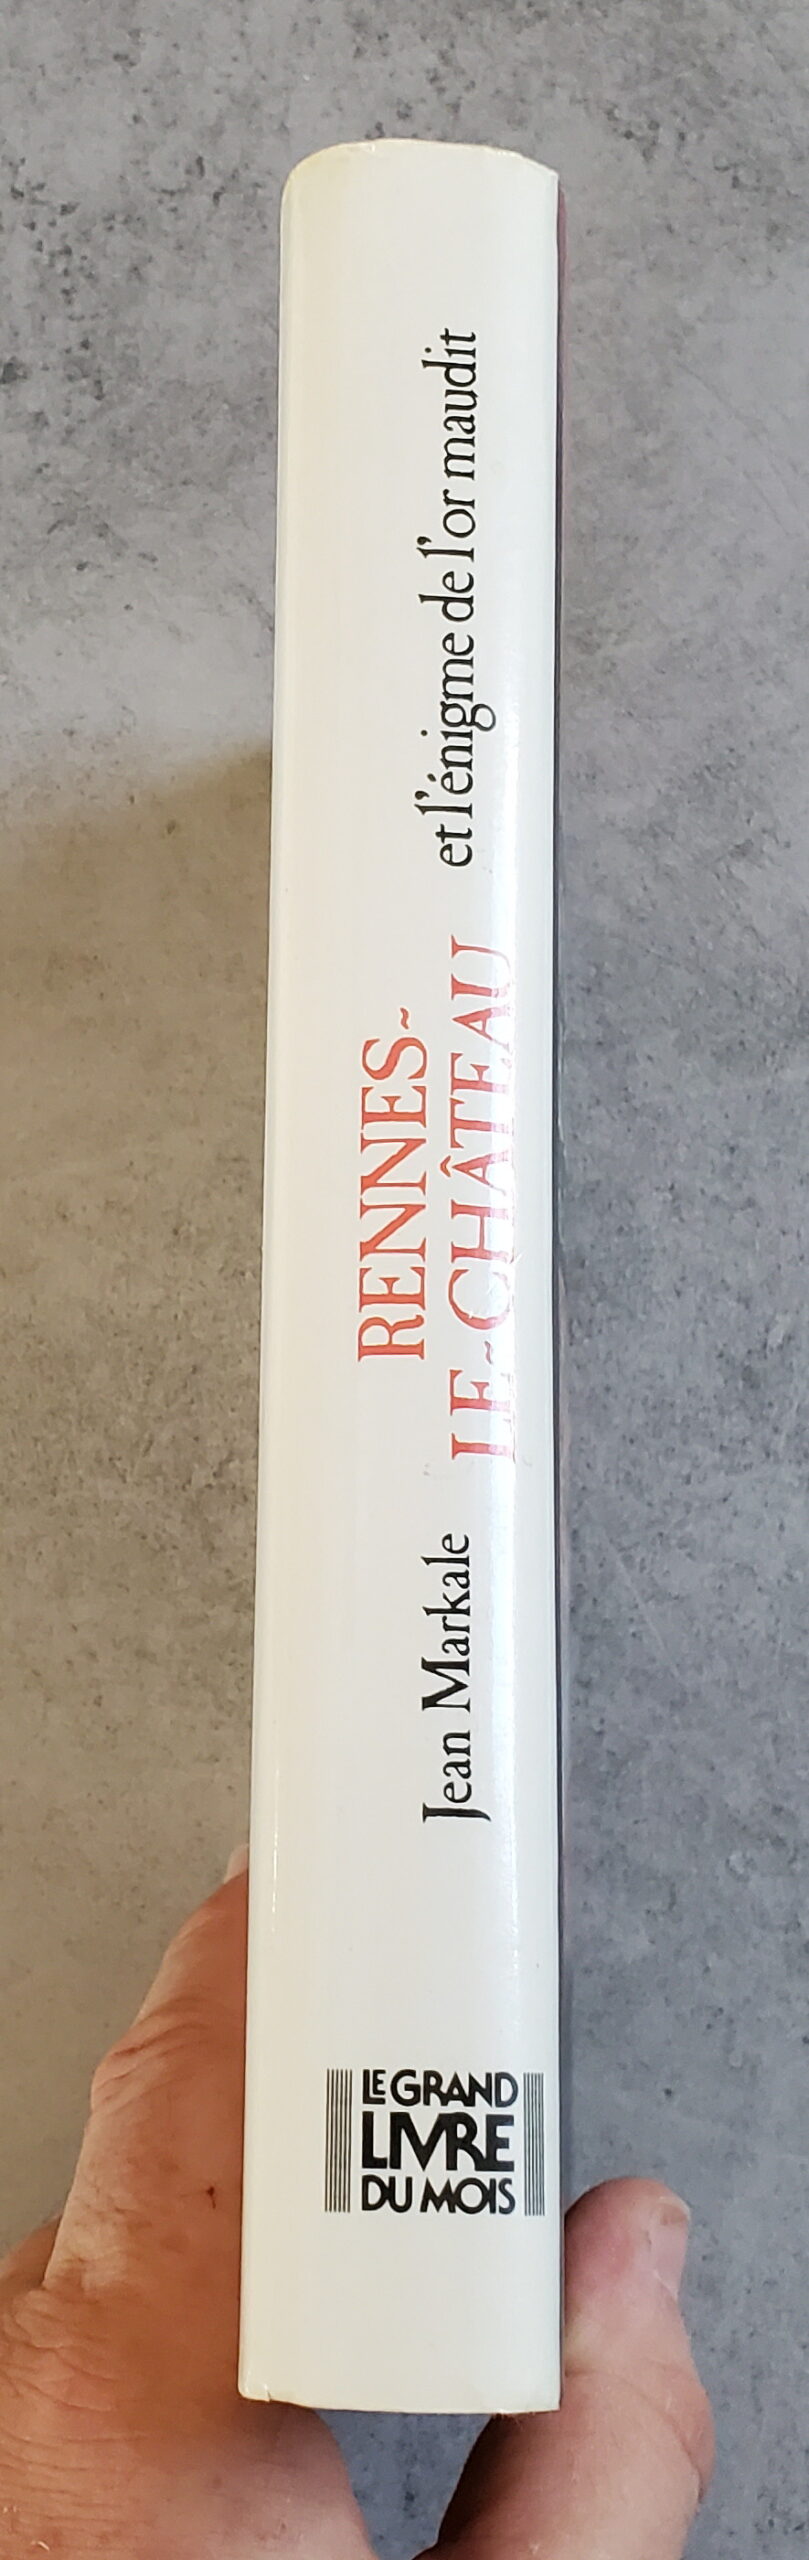 Jean Markale
RENNES-
LE-CHÂTEAU
et l'énigme de l'or maudit
LE GRAND
LIVRE
DU MOIS